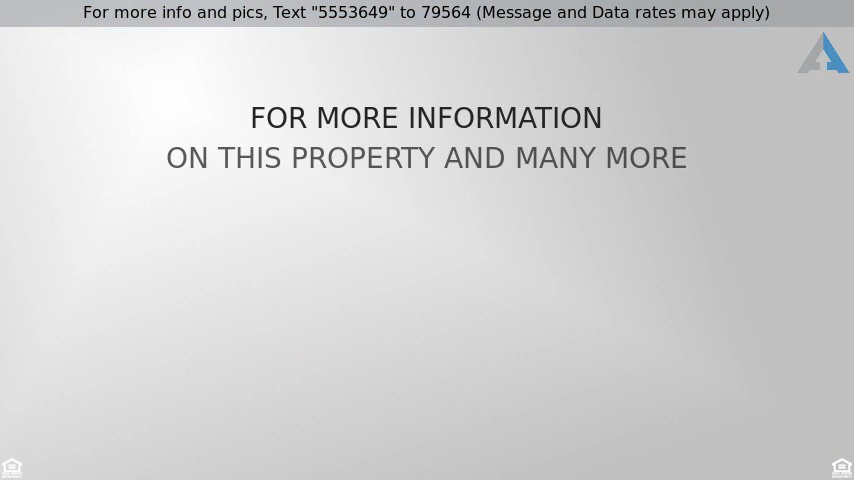 For more info and pics, Text "5553649" to 79564 (Message and Data rates may apply)
FOR MORE INFORMATION
ON THIS PROPERTY AND MANY MORE